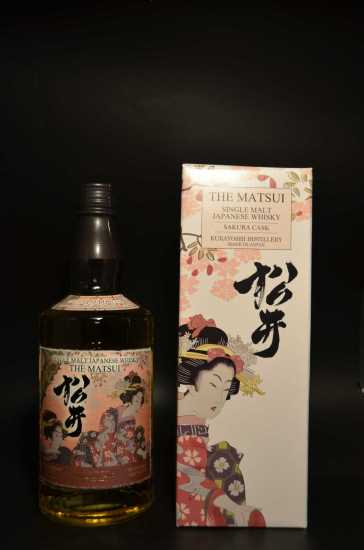 SINGLE MALT JAPANESE WHISKY
THE MATSUI
松井
THE MATSUI
SINGLE MALT
JAPANESE WHISKY
SAKURA CASK
KURAYOSHI DISTILLERY
MADE IN JAPAN
松井